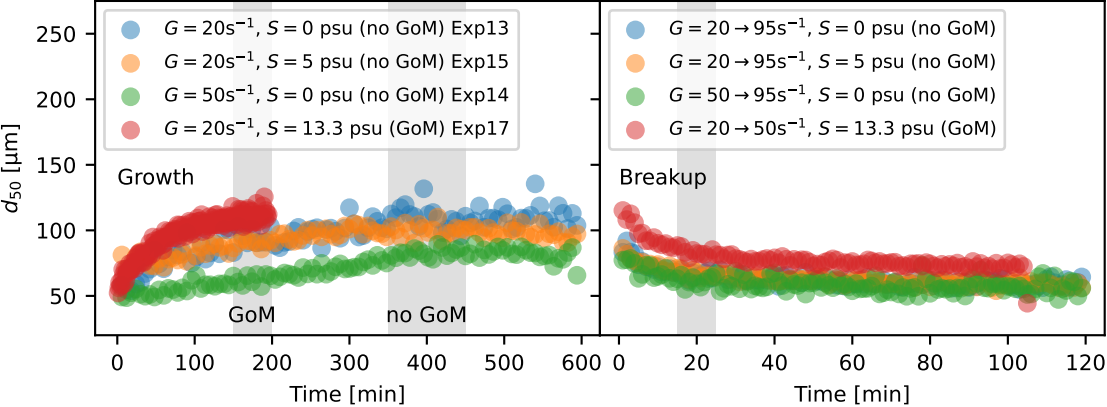 250
200
150
100
50
d₅₀ [μm]
G = 20s⁻¹, S = 0 psu (no GoM) Exp13
G = 20s⁻¹, S = 5 psu (no GoM) Exp15
G = 50s⁻¹, S = 0 psu (no GoM) Exp14
G = 20s⁻¹, S = 13.3 psu (GoM) Exp17
Growth
GoM
no GoM
0 100 200 300 400 500 600
Time [min]
G = 20→95s⁻¹, S = 0 psu (no GoM)
G = 20→95s⁻¹, S = 5 psu (no GoM)
G = 50→95s⁻¹, S = 0 psu (no GoM)
G = 20→50s⁻¹, S = 13.3 psu (GoM)
Breakup
0 20 40 60 80 100 120
Time [min]